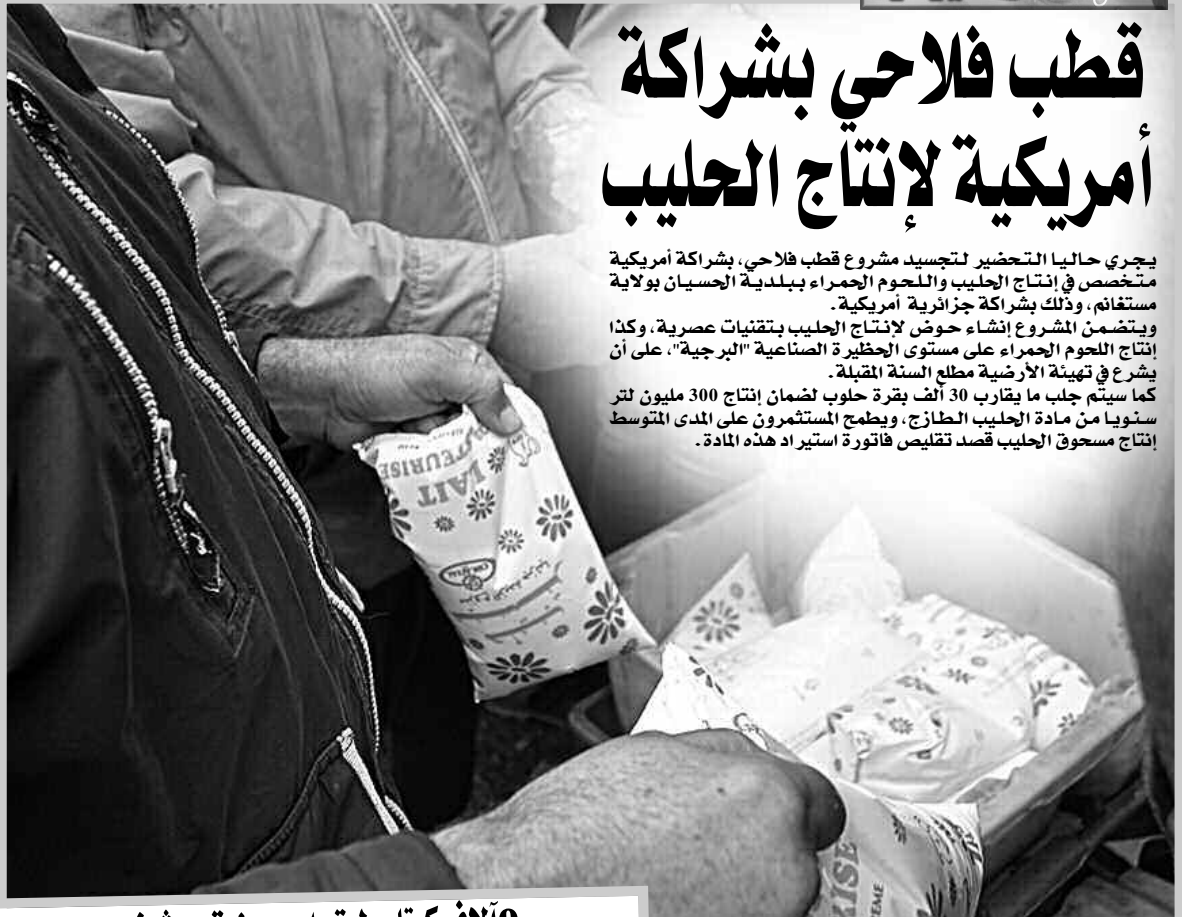 قطب فلاحي بشراكة
أمريكية لإنتاج الحليب
يجري حاليا التحضير لتجسيد مشروع قطب فلاحي، بشراكة أمريكية
متخصص في إنتاج الحليب واللحوم الحمراء ببلدية الحسيان بولاية
مستغانم، وذلك بشراكة جزائرية أمريكية.
ويتضمن المشروع إنشاء حوض لإنتاج الحليب بتقنيات عصرية، وكذا
إنتاج اللحوم الحمراء على مستوى الحظيرة الصناعية "البرجية"، على أن
يشرع في تهيئة الأرضية مطلع السنة المقبلة.
كما سيتم جلب ما يقارب 30 ألف بقرة حلوب لضمان إنتاج 300 مليون لتر
سنويا من مادة الحليب الطازج، ويطمح المستثمرون على المدى المتوسط
إنتاج مسحوق الحليب قصد تقليص فاتورة استيراد هذه المادة.
LAIT